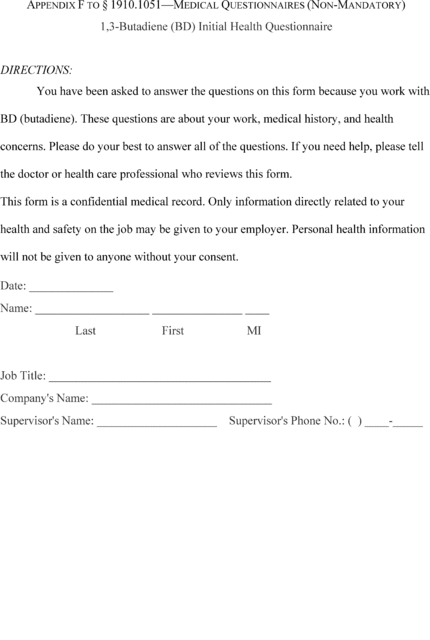 APPENDIX F TO § 1910.1051—MEDICAL QUESTIONNAIRES (NON-MANDATORY)
1,3-Butadiene (BD) Initial Health Questionnaire
DIRECTIONS:
You have been asked to answer the questions on this form because you work with
BD (butadiene). These questions are about your work, medical history, and health
concerns. Please do your best to answer all of the questions. If you need help, please tell
the doctor or health care professional who reviews this form.
This form is a confidential medical record. Only information directly related to your
health and safety on the job may be given to your employer. Personal health information
will not be given to anyone without your consent.
Date: ______________
Name: ___________________ _______________ ____
Last First MI
Job Title: _____________________________________
Company's Name: ______________________________
Supervisor's Name: ____________________ Supervisor's Phone No.: ( ) ____-_____